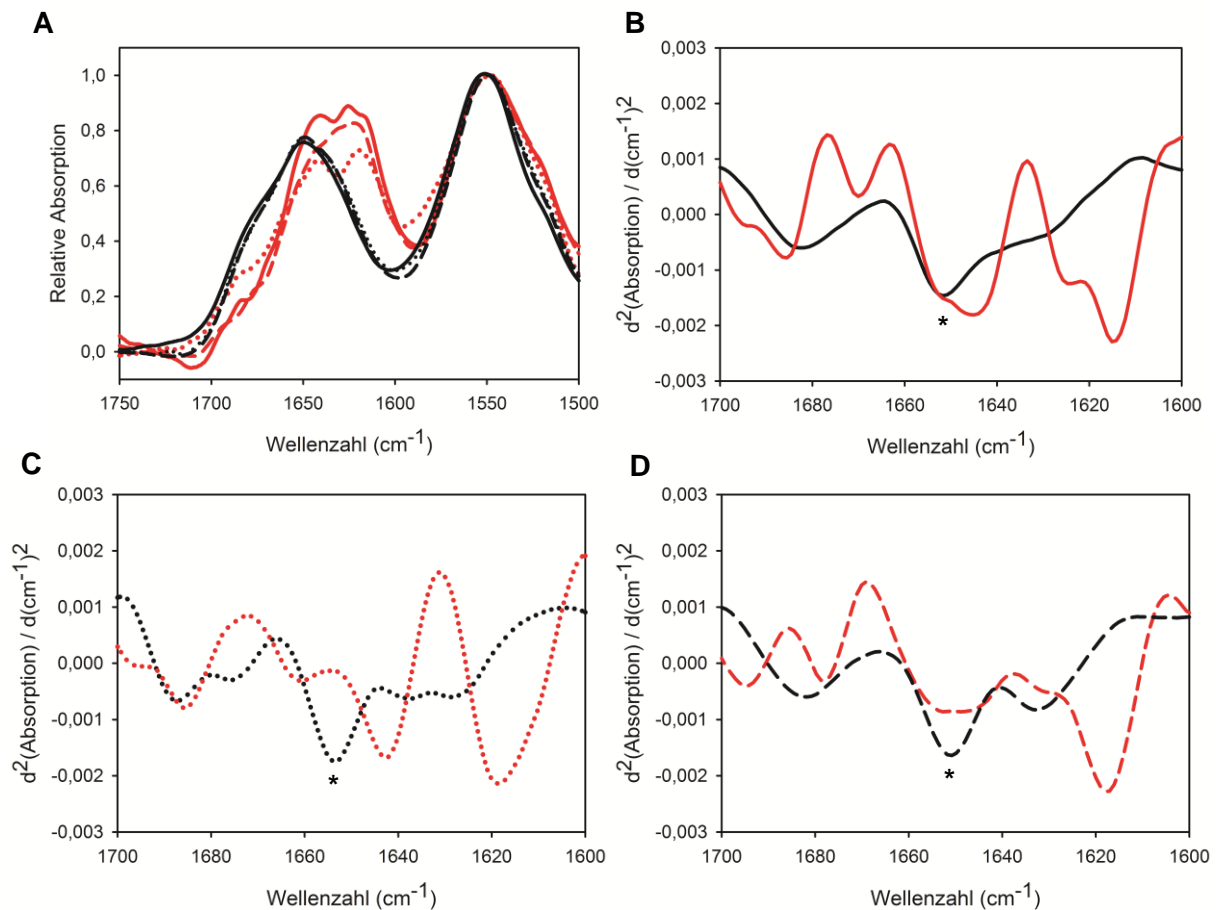 A
Relative Absorption
1,0
0,8
0,6
0,4
0,2
0,0
1750 1700 1650 1600 1550 1500
Wellenzahl (cm-1)
B
d2(Absorption) / d(cm-1)2
0,003
0,002
0,001
0,000
-0,001
-0,002
-0,003
*
1700 1680 1660 1640 1620 1600
Wellenzahl (cm-1)
C
d2(Absorption) / d(cm-1)2
0,003
0,002
0,001
0,000
-0,001
-0,002
-0,003
*
1700 1680 1660 1640 1620 1600
Wellenzahl (cm-1)
D
d2(Absorption) / d(cm-1)2
0,003
0,002
0,001
0,000
-0,001
-0,002
-0,003
*
1700 1680 1660 1640 1620 1600
Wellenzahl (cm-1)